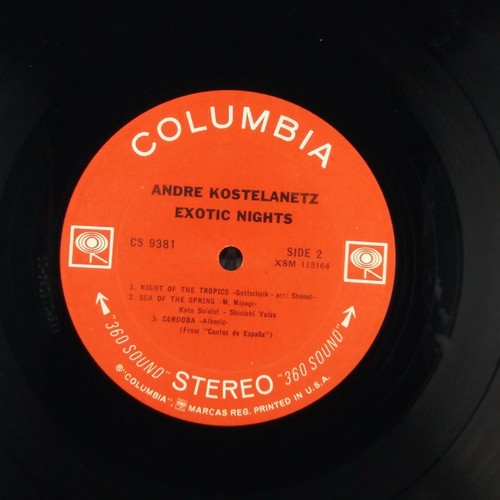 COLUMBIA
ANDRE KOSTELANETZ
EXOTIC NIGHTS
CS 9381
SIDE 2
XSM 115164
1. NIGHT OF THE TROPICS -Gottschalk - arr: Shanet-
2. SEA OF THE SPRING -M. Miyagi-
Koto Soloist - Shinichi Yuize
3. CORDOBA -Albeniz-
(From "Cantos de España")
"360 SOUND" STEREO "360 SOUND"
℗ "COLUMBIA", MARCAS REG. PRINTED IN U.S.A.